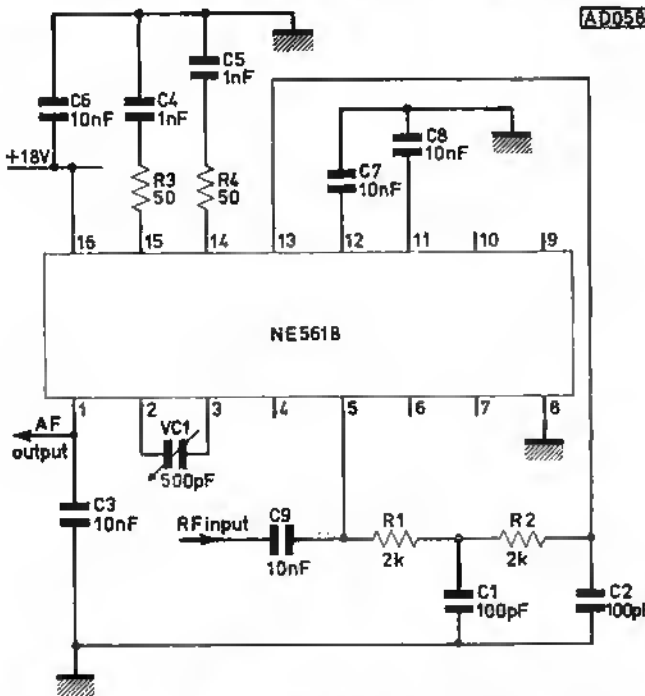 AD058
C5
1nF
C6
10nF
C4
1nF
C8
10nF
C7
10nF
+18V
R3
50
R4
50
16
15
14
13
12
11
10
9
NE561B
1
2
3
4
5
6
7
8
AF
output
VC1
500pF
C3
10nF
RF input
C9
10nF
R1
2k
R2
2k
C1
100pF
C2
100pF